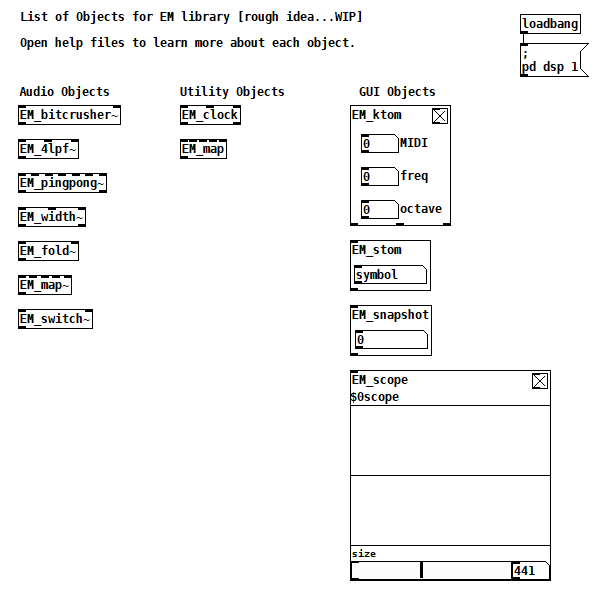 List of Objects for EM library [rough idea...WIP]
Open help files to learn more about each object.
loadbang
;
pd dsp 1
Audio Objects
EM_bitcrusher~
EM_4lpf~
EM_pingpong~
EM_width~
EM_fold~
EM_map~
EM_switch~
Utility Objects
EM_clock
EM_map
GUI Objects
EM_ktom
0 MIDI
0 freq
0 octave
EM_stom
symbol
EM_snapshot
0
EM_scope
$0scope
size
441